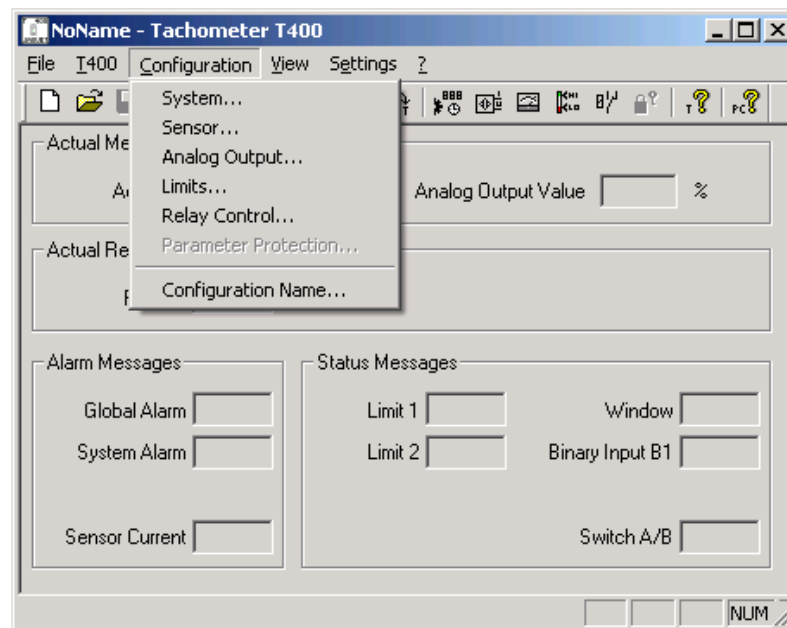 NoName - Tachometer T400
File T400 Configuration View Settings ?
System...
Sensor...
Analog Output...
Limits...
Relay Control...
Parameter Protection...
Configuration Name...
Actual Me
Analog Output Value %
Actual Re
Alarm Messages
Global Alarm
System Alarm
Sensor Current
Status Messages
Limit 1
Window
Limit 2
Binary Input B1
Switch A/B
NUM